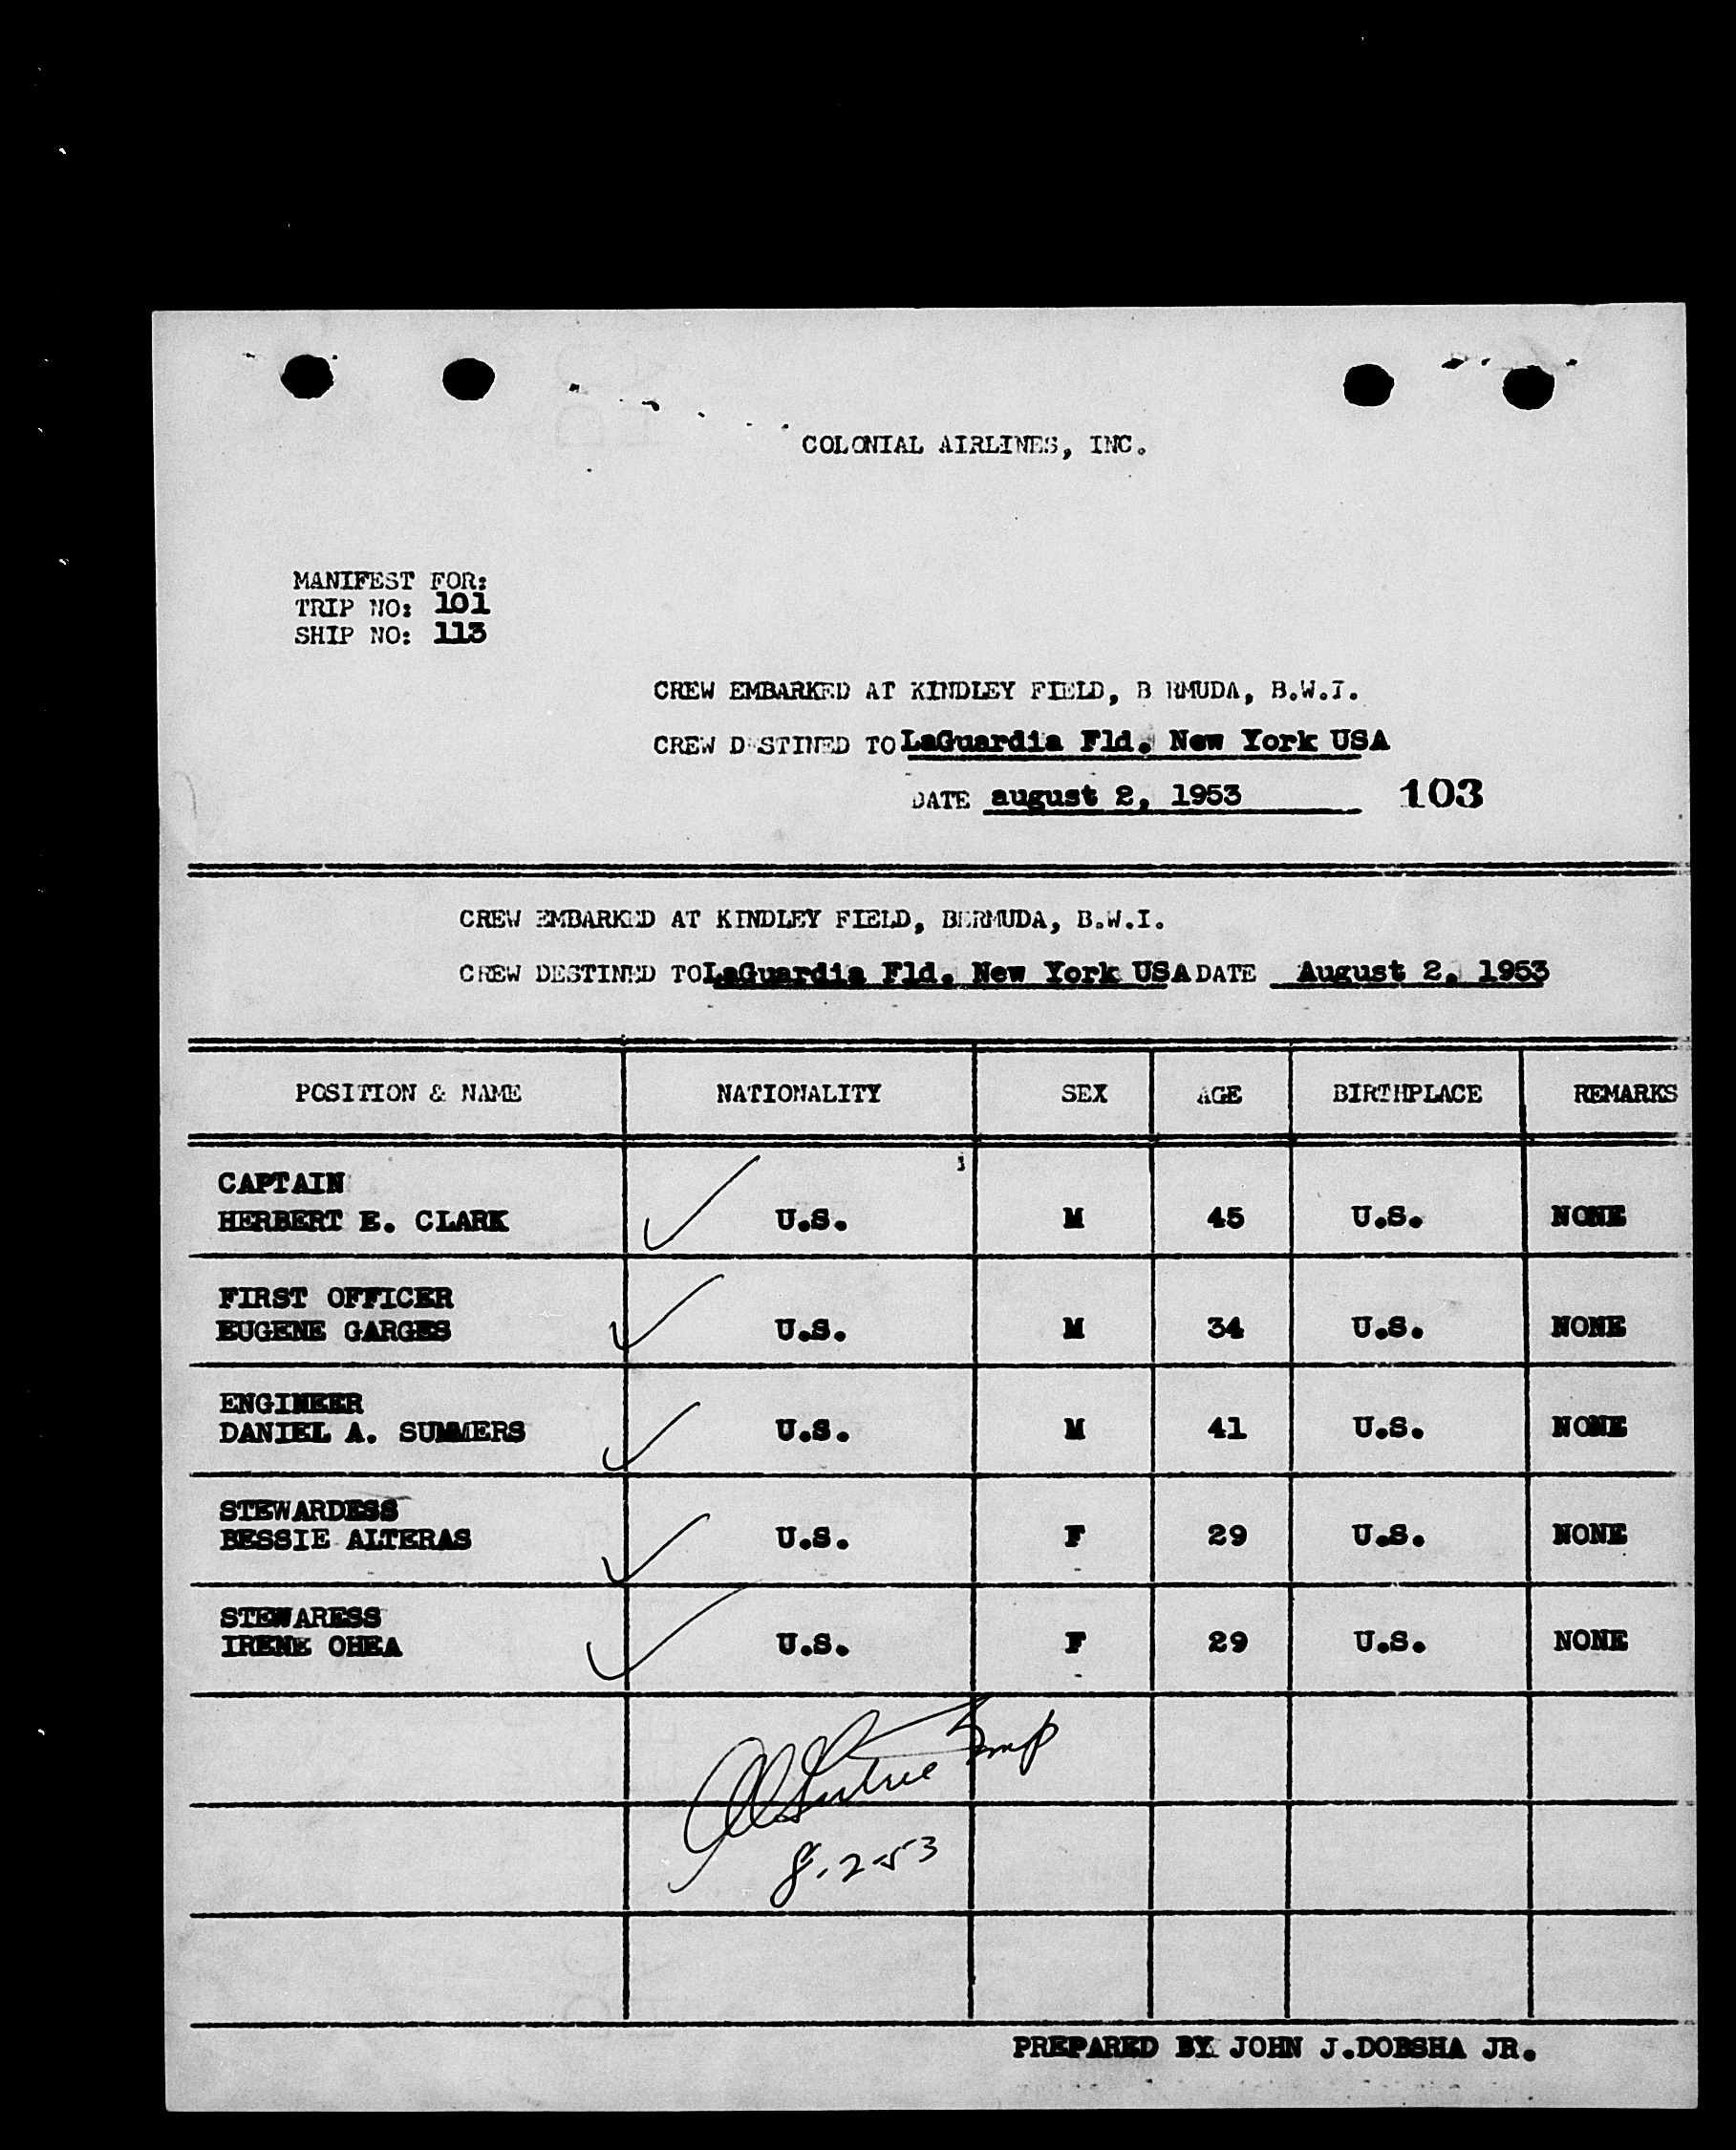 COLONIAL AIRLINES, INC.
MANIFEST FOR:
TRIP NO: 101
SHIP NO: 113
CREW EMBARKED AT KINDLEY FIELD, B RMUDA, B.W.I.
CREW D STINED TO LaGuardia Fld. New York USA
DATE august 2, 1953 103
CREW EMBARKED AT KINDLEY FIELD, BERMUDA, B.W.I.
CREW DESTINED TO LaGuardia Fld. New York USA DATE August 2, 1953
POSITION & NAME NATIONALITY SEX AGE BIRTHPLACE REMARKS
CAPTAIN
HERBERT E. CLARK U.S. M 45 U.S. NONE
FIRST OFFICER
EUGENE GARGES U.S. M 34 U.S. NONE
ENGINEER
DANIEL A. SUMMERS U.S. M 41 U.S. NONE
STEWARDESS
BESSIE ALTERAS U.S. F 29 U.S. NONE
STEWARESS
IRENE OHEA U.S. F 29 U.S. NONE
8-2-53
PREPARED BY JOHN J.DOBSHA JR.